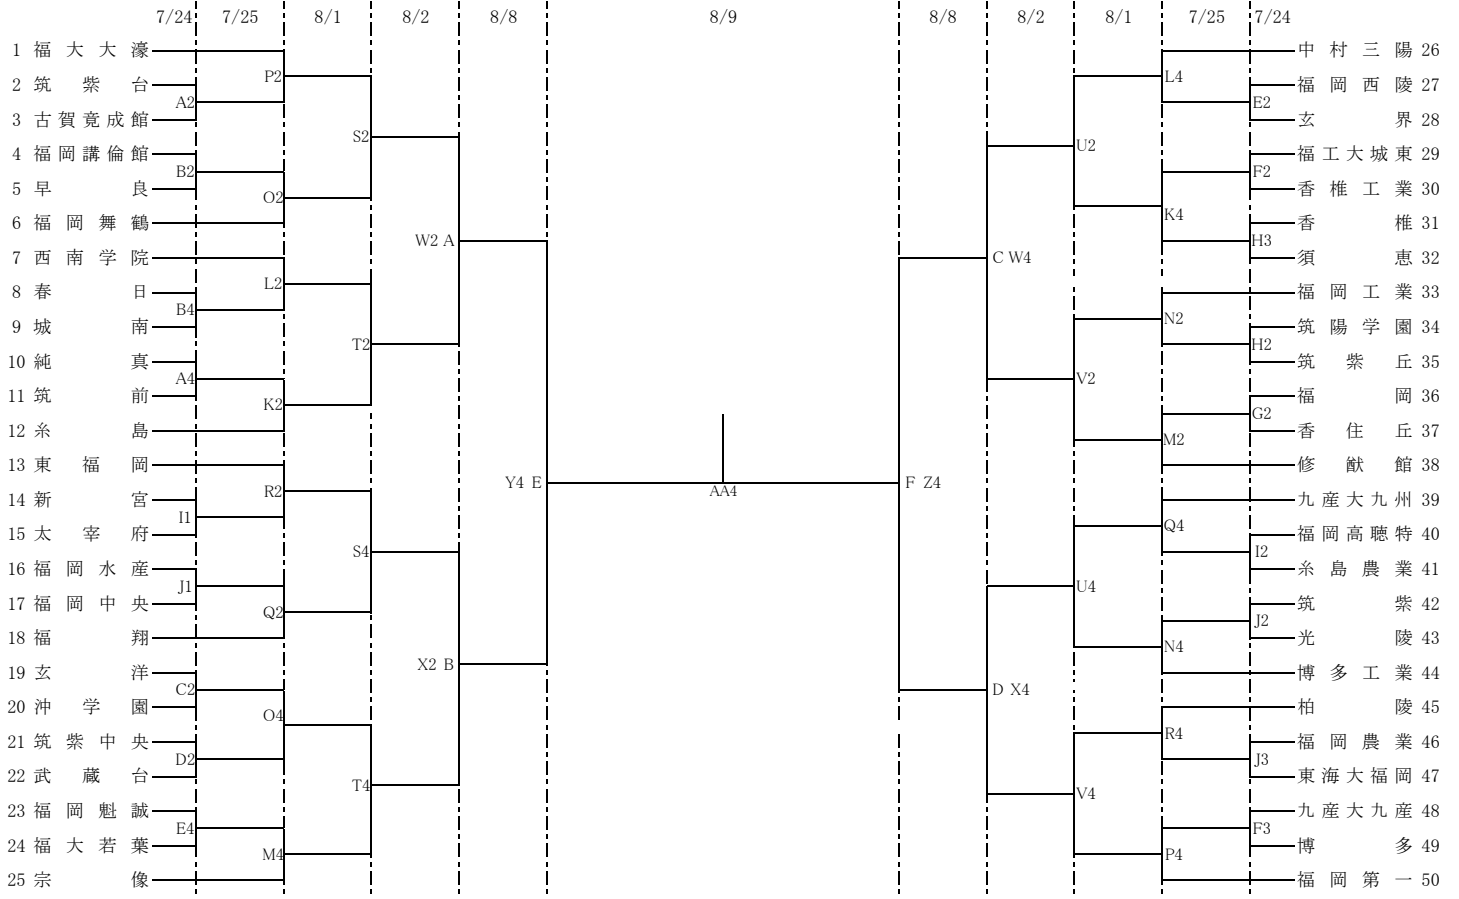 7/24 7/25 8/1 8/2 8/8 8/9 8/8 8/2 8/1 7/25 7/24
1 福大大濠 中村三陽 26
P2 L4
2 筑紫台 福岡西陵 27
A2 E2
3 古賀竟成館 玄界 28
S2 U2
4 福岡講倫館 福工大城東 29
B2 F2
5 早良 香椎工業 30
O2 K4
6 福岡舞鶴 香椎 31
W2 A H3
7 西南学院 C W4 須恵 32
L2
8 春日 福岡工業 33
B4 N2
9 城南 筑陽学園 34
T2 H2
10 純真 筑紫丘 35
A4 V2
11 筑前 福岡 36
K2 G2
12 糸島 香住丘 37
M2
13 東福岡 修猷館 38
R2 Y4 E AA4 F Z4
14 新宮 九産大九州 39
I1 Q4
15 太宰府 福岡高聴特 40
S4 I2
16 福岡水産 糸島農業 41
J1 U4
17 福岡中央 筑紫 42
Q2 J2
18 福翔 光陵 43
X2 B N4
19 玄洋 博多工業 44
C2 D X4
20 沖学園 柏陵 45
O4 R4
21 筑紫中央 福岡農業 46
D2 J3
22 武蔵台 東海大福岡 47
T4 V4
23 福岡魁誠 九産大九産 48
E4 F3
24 福大若葉 博多 49
M4 P4
25 宗像 福岡第一 50